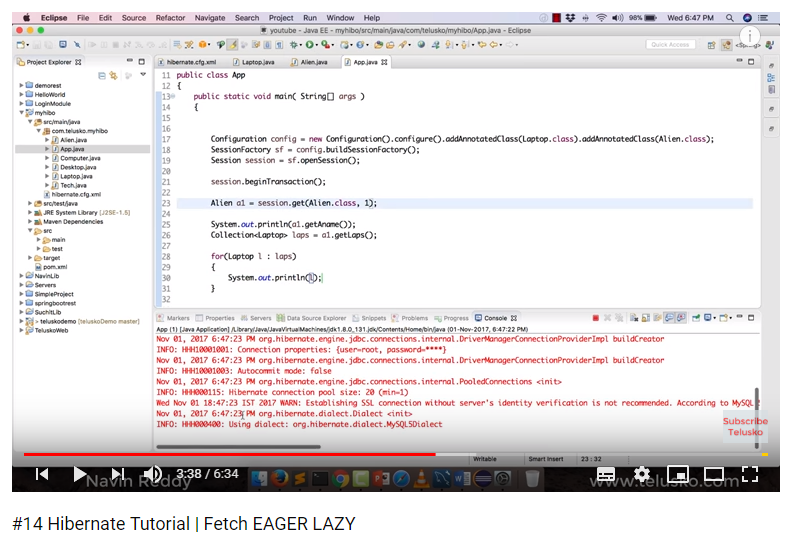 Eclipse File Edit Source Refactor Navigate Search Project Run Window Help 98% Wed 6:47 PM
youtube - Java EE - myhibo/src/main/java/com/telusko/myhibo/App.java - Eclipse
Quick Access
Project Explorer
demorest
HelloWorld
LoginModule
myhibo
src/main/java
com.telusko.myhibo
Alien.java
App.java
Computer.java
Desktop.java
Laptop.java
Tech.java
hibernate.cfg.xml
src/test/java
JRE System Library [J2SE-1.5]
Maven Dependencies
src
main
test
target
pom.xml
NavinLib
Servers
SimpleProject
springbootrest
SuchitLib
teluskodemo [teluskoDemo master]
TeluskoWeb
hibernate.cfg.xml Laptop.java Alien.java App.java
11 public class App
12 {
13 public static void main( String[] args )
14 {
15
16
17 Configuration config = new Configuration().configure().addAnnotatedClass(Laptop.class).addAnnotatedClass(Alien.class);
18 SessionFactory sf = config.buildSessionFactory();
19 Session session = sf.openSession();
20
21 session.beginTransaction();
22
23 Alien a1 = session.get(Alien.class, 1);
24
25 System.out.println(a1.getAname());
26 Collection<Laptop> laps = a1.getLaps();
27
28 for(Laptop l : laps)
29 {
30 System.out.println(l);
31 }
32
Markers Properties Servers Data Source Explorer Snippets Problems Progress Console
App (1) [Java Application] /Library/Java/JavaVirtualMachines/jdk1.8.0_131.jdk/Contents/Home/bin/java (01-Nov-2017, 6:47:22 PM)
Nov 01, 2017 6:47:23 PM org.hibernate.engine.jdbc.connections.internal.DriverManagerConnectionProviderImpl buildCreator
INFO: HHH10001001: Connection properties: {user=root, password=****}
Nov 01, 2017 6:47:23 PM org.hibernate.engine.jdbc.connections.internal.DriverManagerConnectionProviderImpl buildCreator
INFO: HHH10001003: Autocommit mode: false
Nov 01, 2017 6:47:23 PM org.hibernate.engine.jdbc.connections.internal.PooledConnections <init>
INFO: HHH000115: Hibernate connection pool size: 20 (min=1)
Wed Nov 01 18:47:23 IST 2017 WARN: Establishing SSL connection without server's identity verification is not recommended. According to MySQL
Nov 01, 2017 6:47:23 PM org.hibernate.dialect.Dialect <init>
INFO: HHH000400: Using dialect: org.hibernate.dialect.MySQL5Dialect
Subscribe
Telusko
Writable Smart Insert 23 : 32
3:38 / 6:34
Navin Reddy www.telusko.com
#14 Hibernate Tutorial | Fetch EAGER LAZY